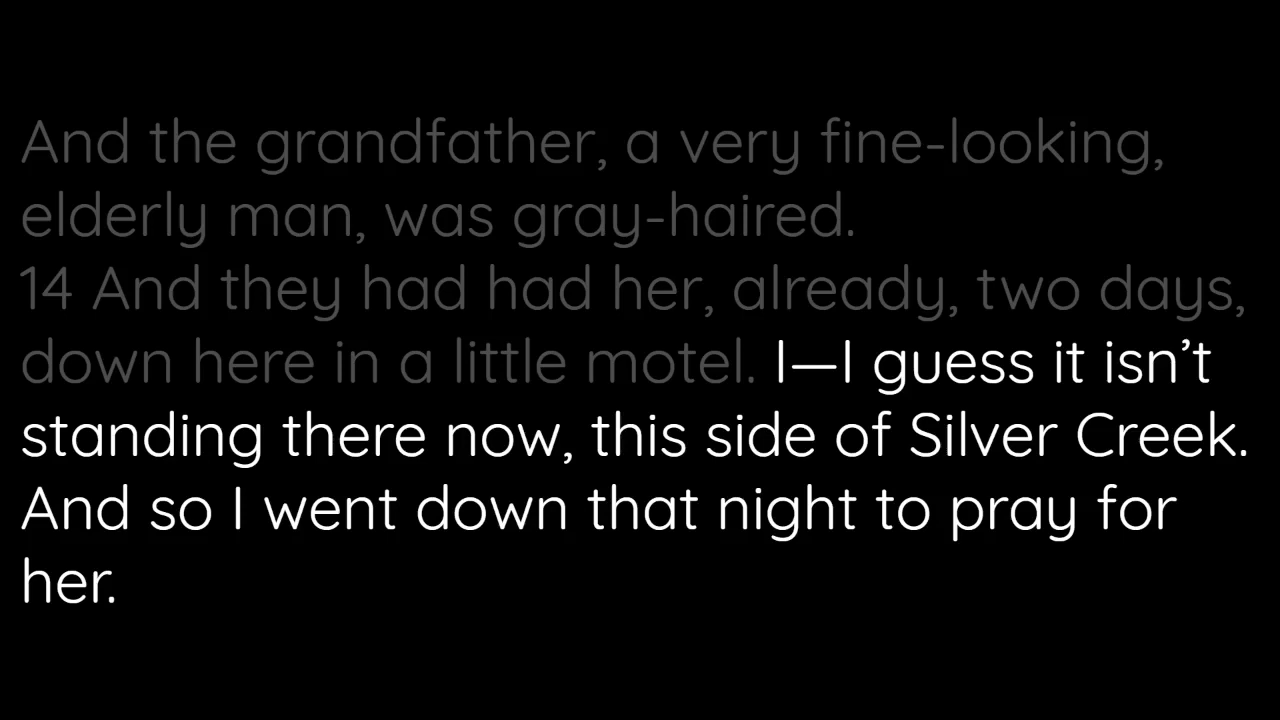 And the grandfather, a very fine-looking,
elderly man, was gray-haired.
14 And they had had her, already, two days,
down here in a little motel. I—I guess it isn’t
standing there now, this side of Silver Creek.
And so I went down that night to pray for
her.